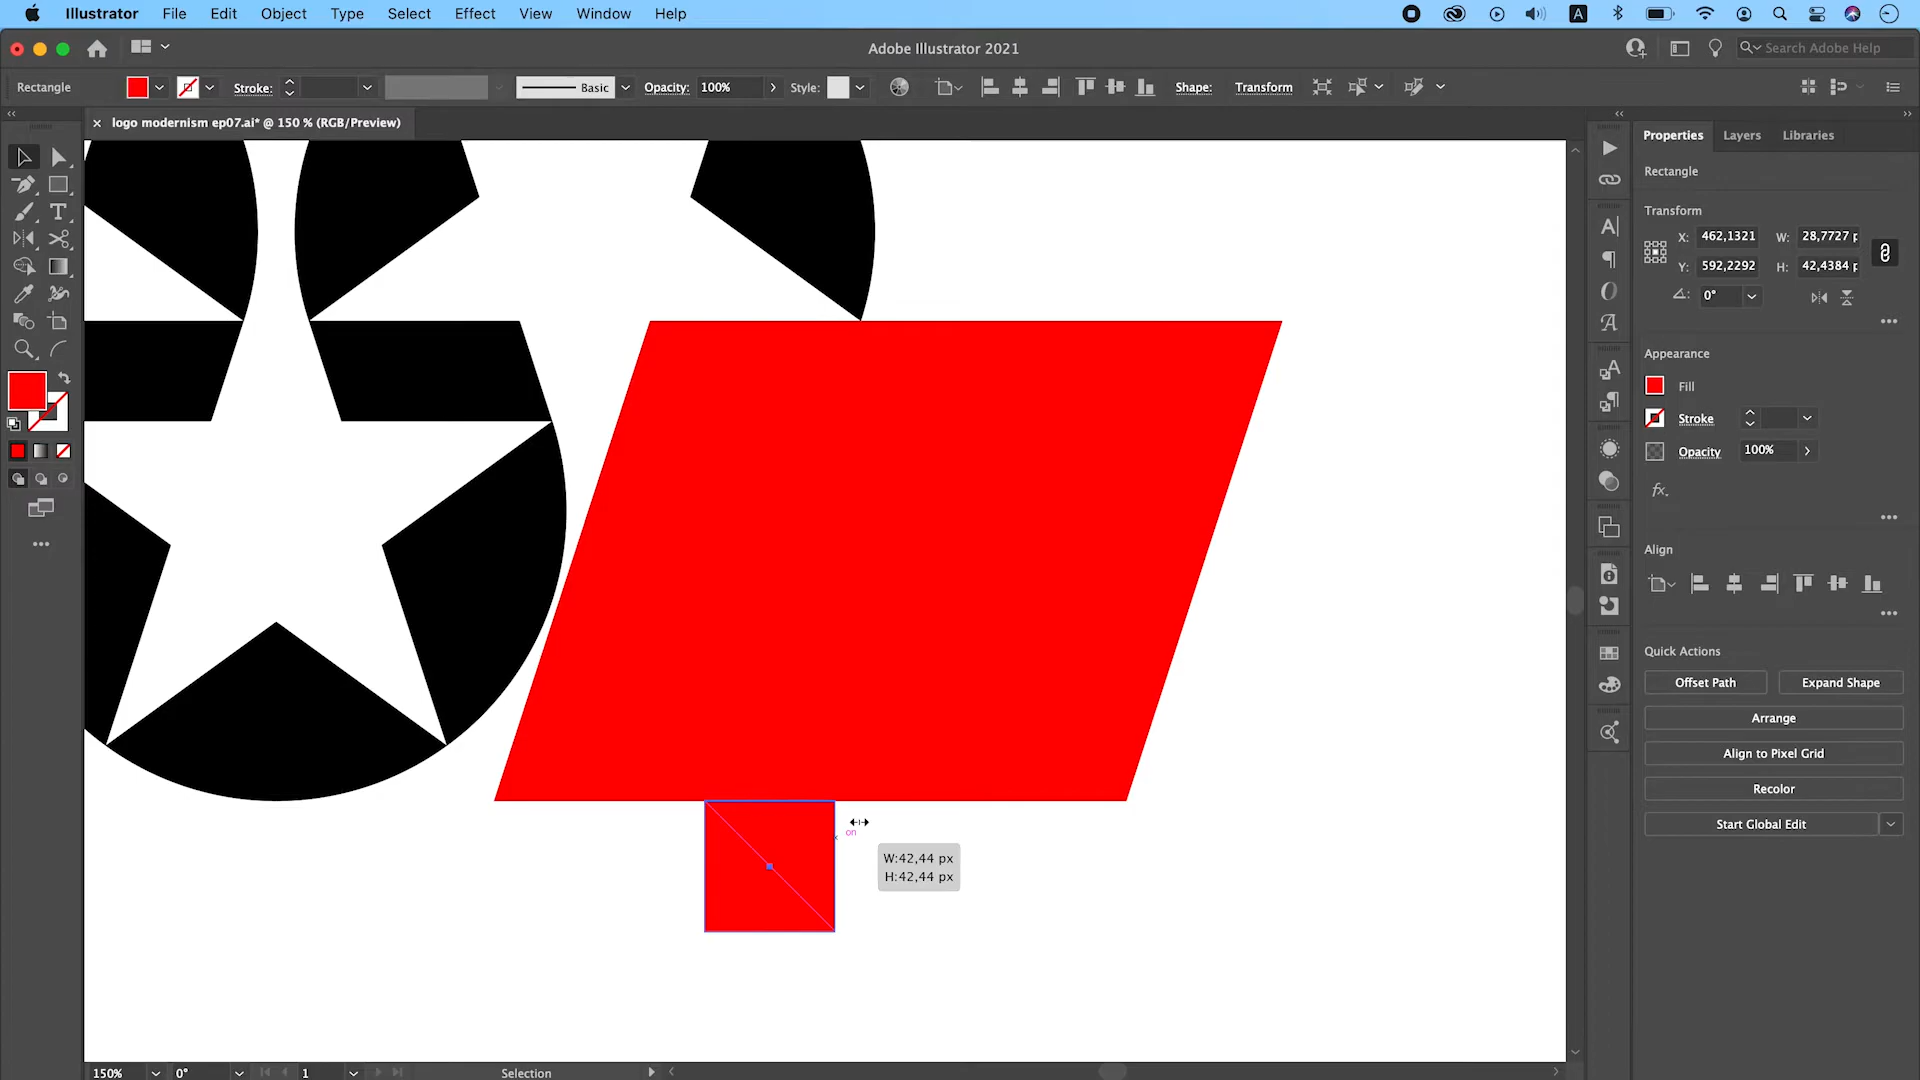 Illustrator File Edit Object Type Select Effect View Window Help
A
Adobe Illustrator 2021
Search Adobe Help
Rectangle
Stroke:
Basic
Opacity: 100%
Style:
Shape:
Transform
logo modernism ep07.ai* @ 150 % (RGB/Preview)
Properties Layers Libraries
Rectangle
Transform
X: 462,1321 W: 28,7727 p
Y: 592,2292 H: 42,4384 p
0°
Appearance
Fill
Stroke
Opacity 100%
fx.
Align
Quick Actions
Offset Path Expand Shape
Arrange
Align to Pixel Grid
Recolor
Start Global Edit
on
W:42,44 px
H:42,44 px
150% 0° 1 Selection